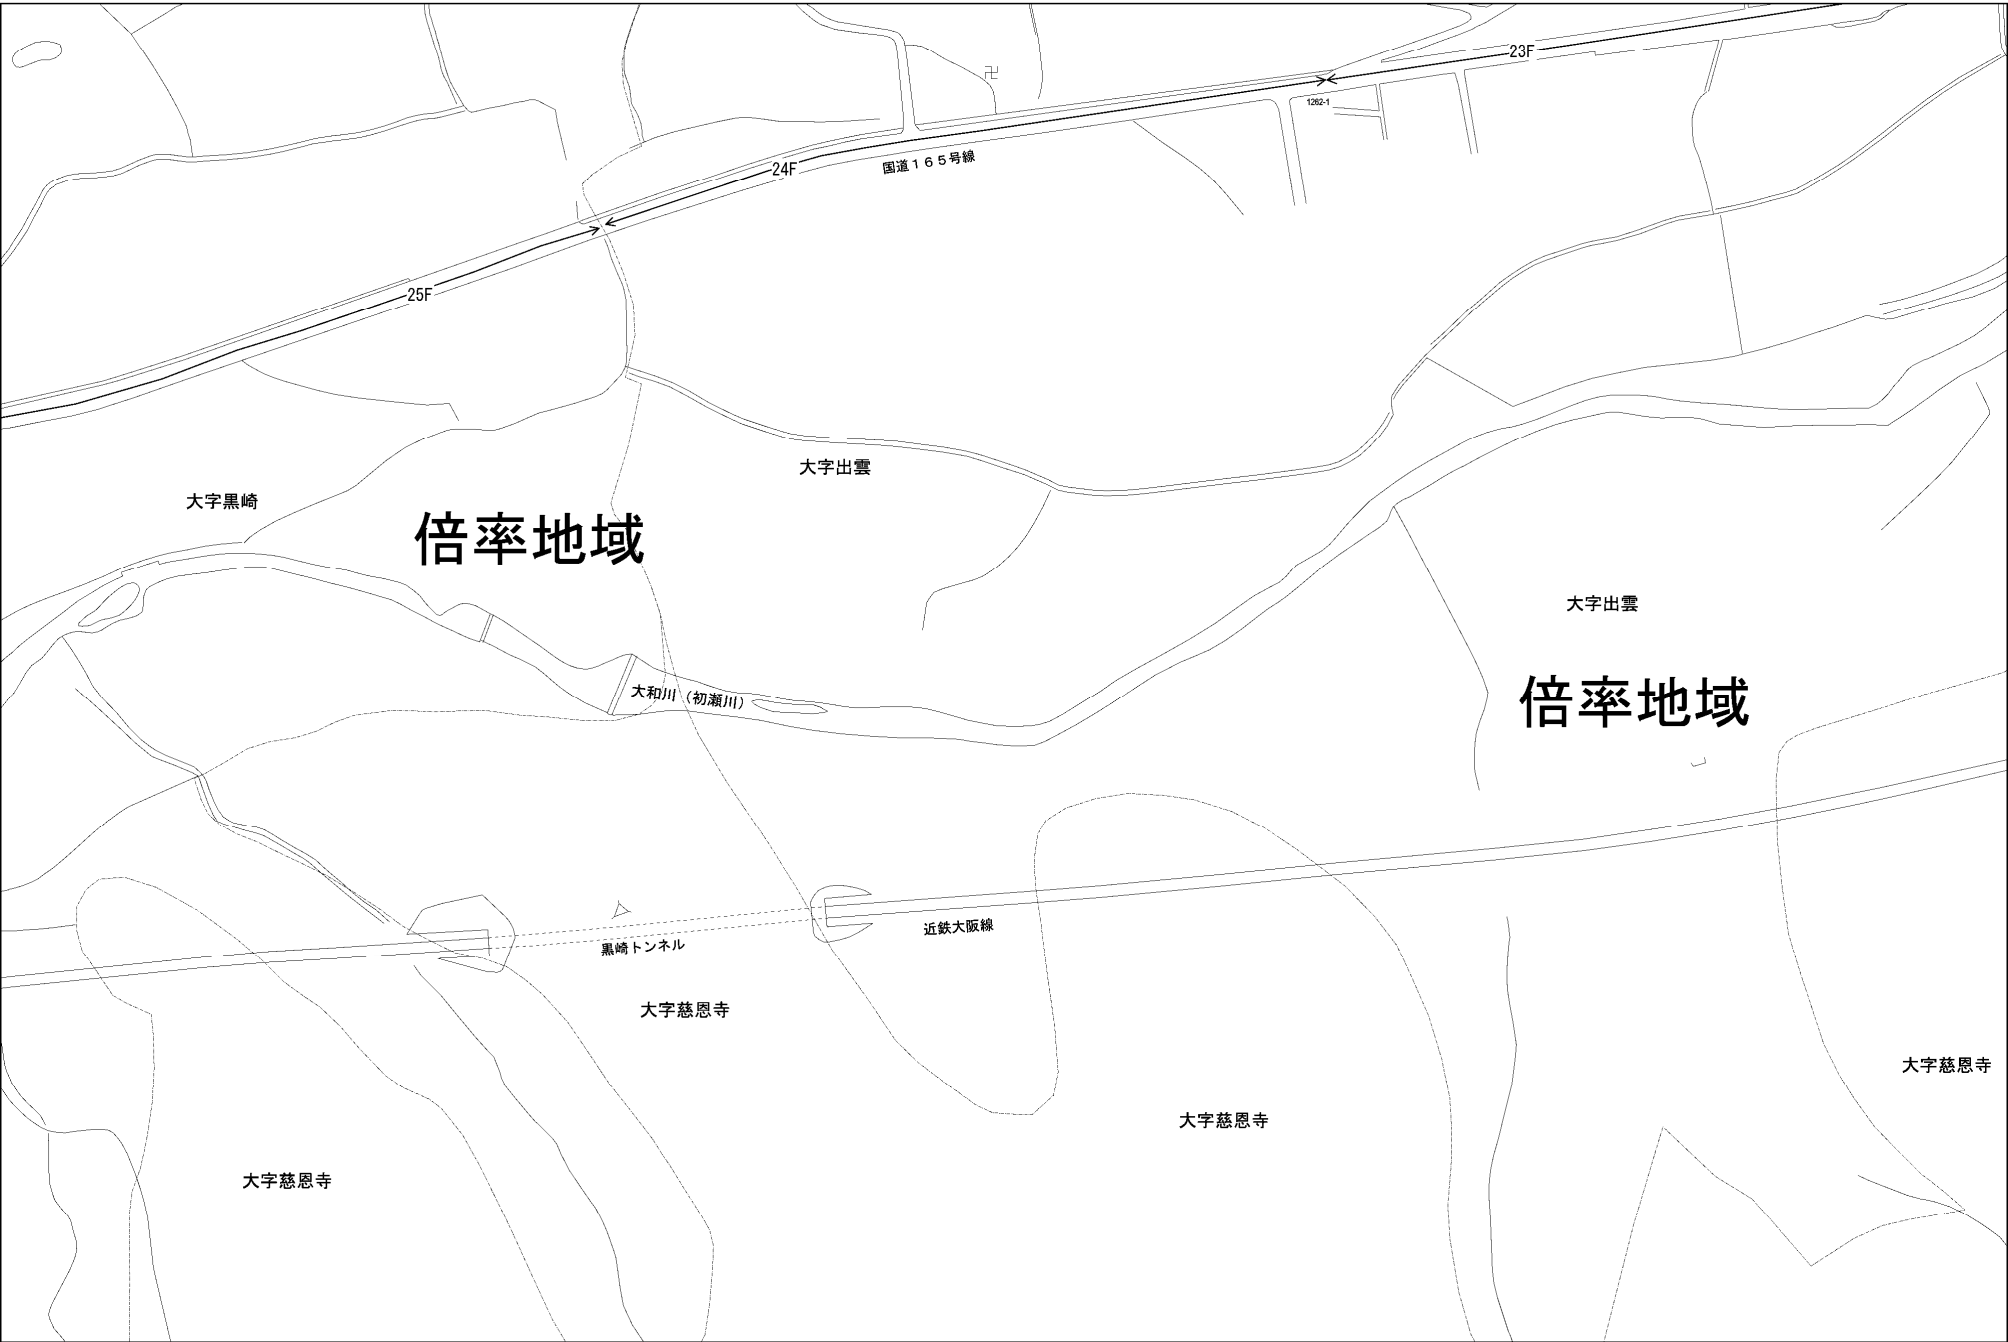 23F
1262-1
国道１６５号線
24F
25F
大字出雲
大字黒崎
倍率地域
大字出雲
大和川（初瀬川）
倍率地域
近鉄大阪線
黒崎トンネル
大字慈恩寺
大字慈恩寺
大字慈恩寺
大字慈恩寺